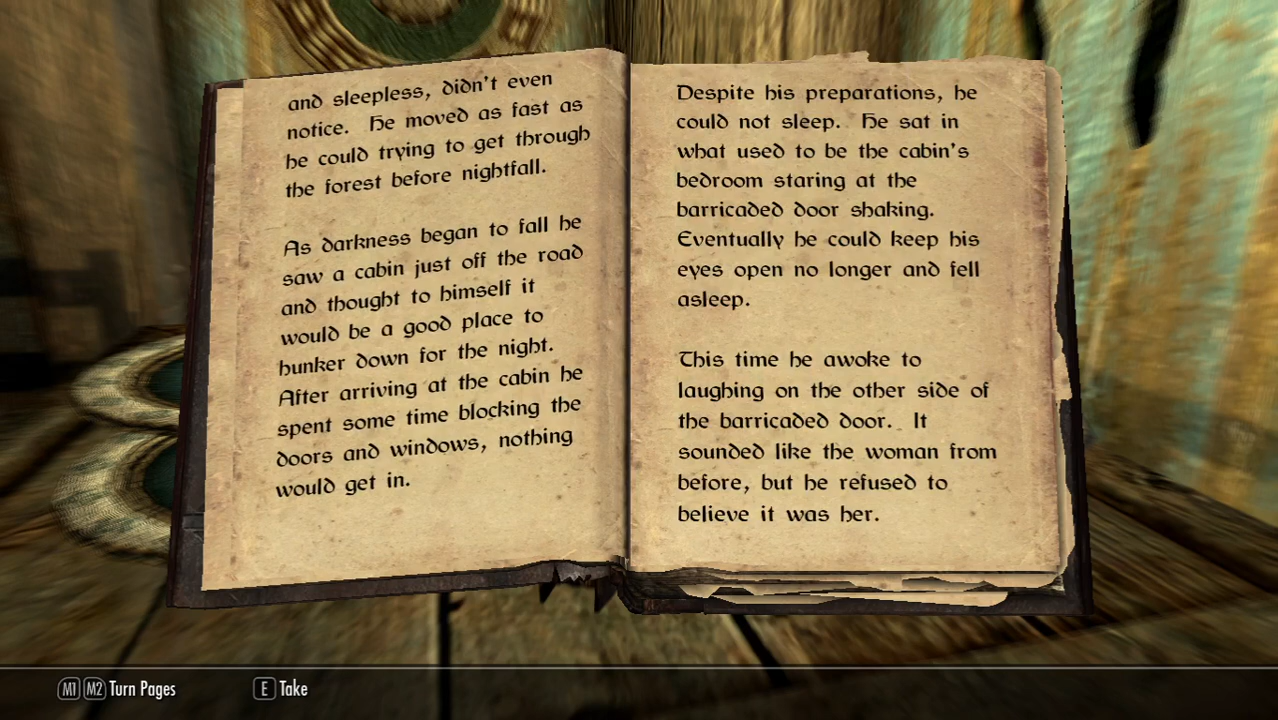 and sleepless, didn't even
notice. He moved as fast as
he could trying to get through
the forest before nightfall.
As darkness began to fall he
saw a cabin just off the road
and thought to himself it
would be a good place to
hunker down for the night.
After arriving at the cabin he
spent some time blocking the
doors and windows, nothing
would get in.
Despite his preparations, he
could not sleep. He sat in
what used to be the cabin's
bedroom staring at the
barricaded door shaking.
Eventually he could keep his
eyes open no longer and fell
asleep.
This time he awoke to
laughing on the other side of
the barricaded door. It
sounded like the woman from
before, but he refused to
believe it was her.
M1 M2 Turn Pages E Take